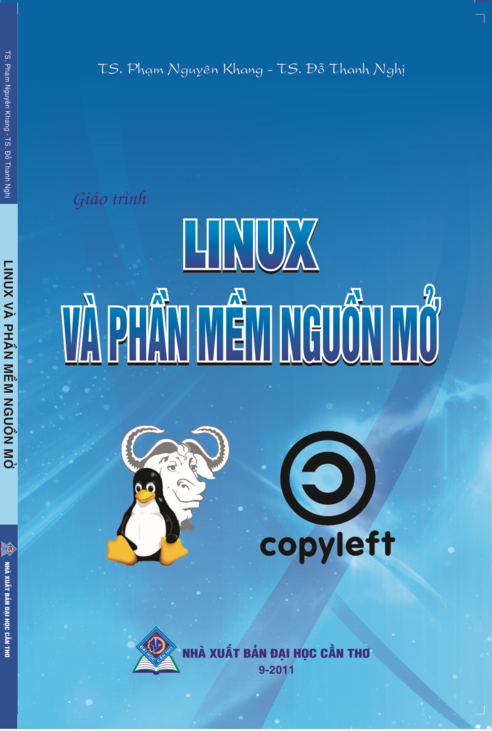 TS. Phạm Nguyên Khang - TS. Đỗ Thanh Nghị
Giáo trình
LINUX
VÀ PHẦN MỀM NGUỒN MỞ
copyleft
NHÀ XUẤT BẢN ĐẠI HỌC CẦN THƠ
9-2011
TS. Phạm Nguyên Khang - TS. Đỗ Thanh Nghị
LINUX VÀ PHẦN MỀM NGUỒN MỞ
NHÀ XUẤT BẢN ĐẠI HỌC CẦN THƠ